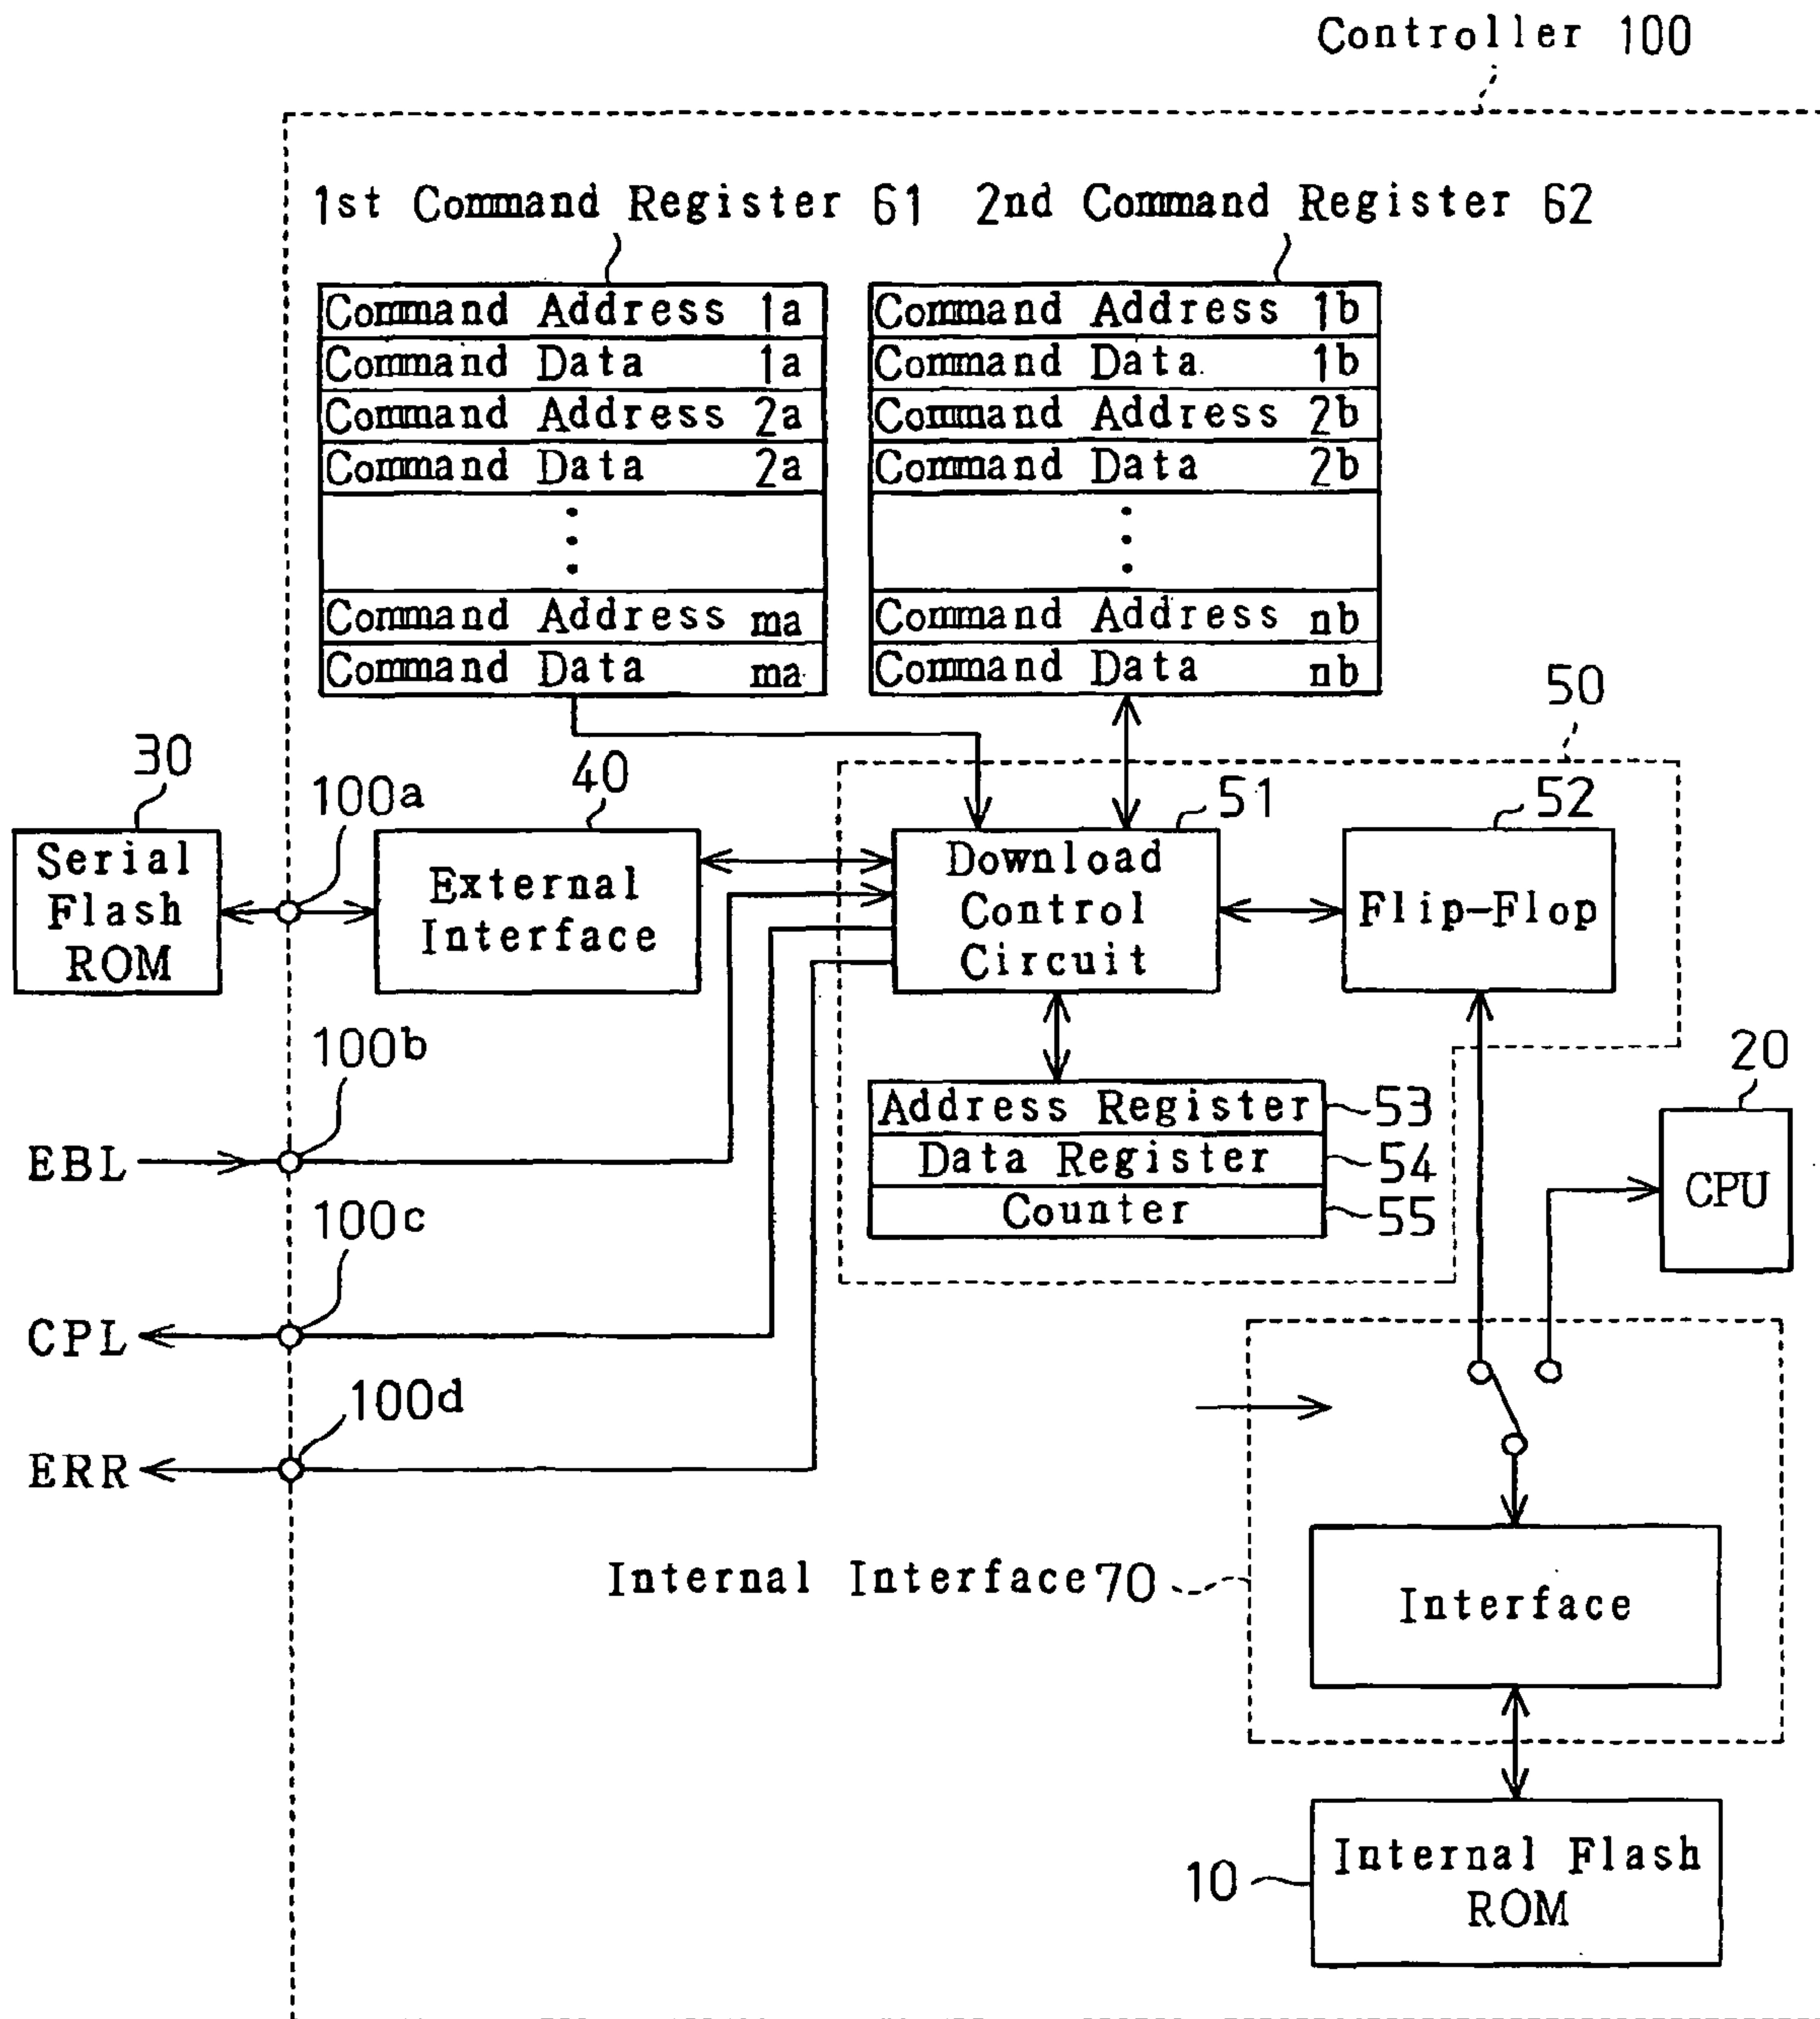 Controller 100
1st Command Register 61
2nd Command Register 62
Command Address 1a
Command Data 1a
Command Address 2a
Command Data 2a
Command Address ma
Command Data ma
Command Address 1b
Command Data 1b
Command Address 2b
Command Data 2b
Command Address nb
Command Data nb
50
30
100a
40
51
52
Serial
Flash
ROM
External
Interface
Download
Control
Circuit
Flip-Flop
100b
20
Address Register
53
EBL
Data Register
54
CPU
Counter
55
100c
CPL
100d
ERR
Internal Interface 70
Interface
10
Internal Flash
ROM